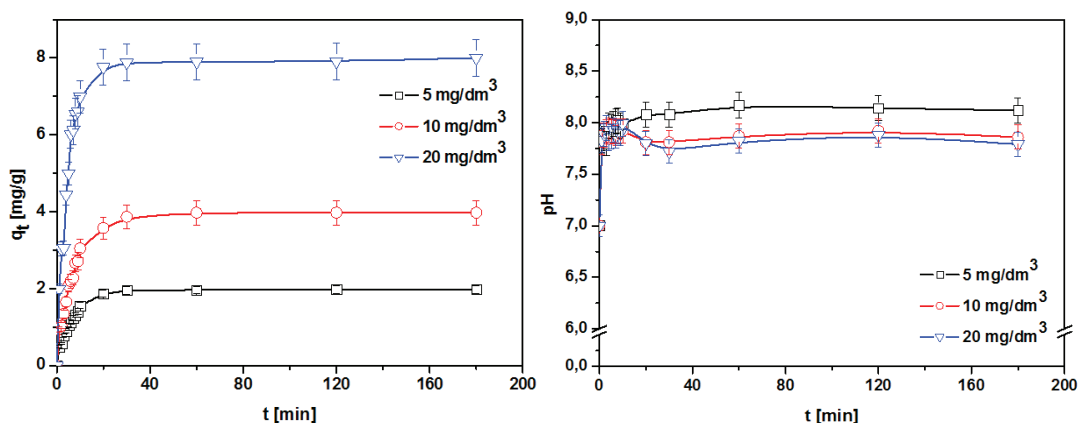 8
6
4
2
0
qt [mg/g]
5 mg/dm³
10 mg/dm³
20 mg/dm³
0 40 80 120 160 200
t [min]
9,0
8,5
8,0
7,5
7,0
6,5
6,0
0,0
pH
5 mg/dm³
10 mg/dm³
20 mg/dm³
0 40 80 120 160 200
t [min]